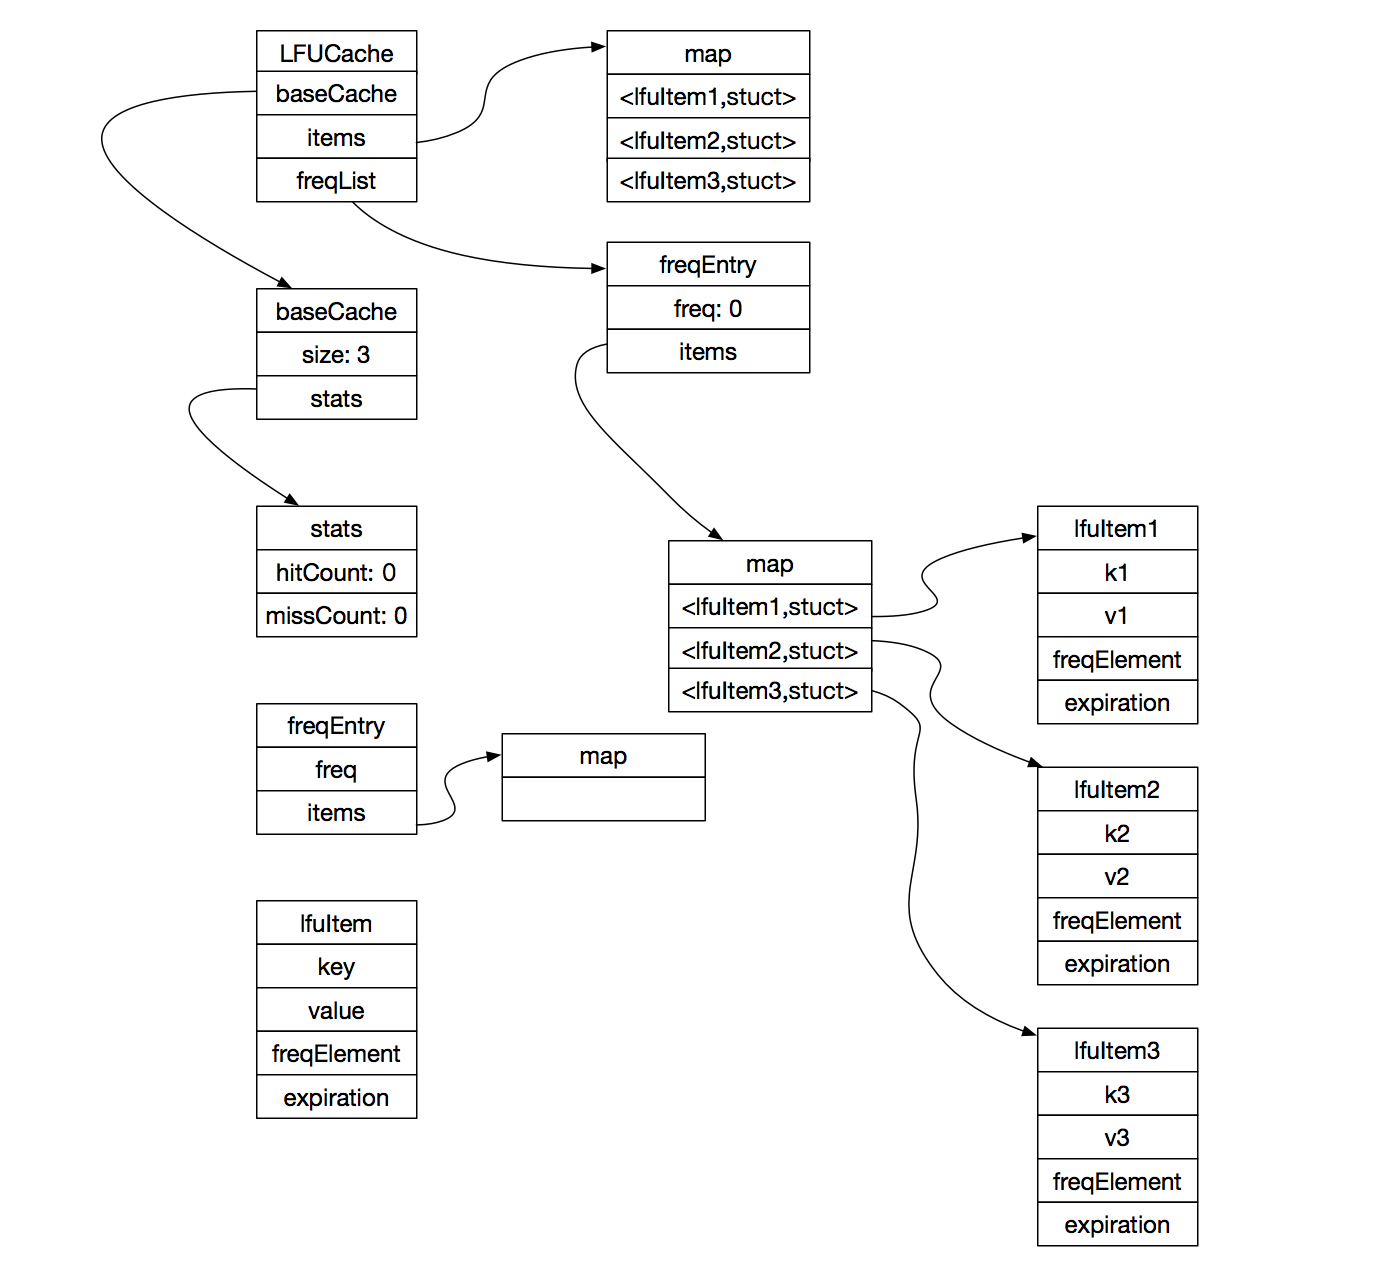 LFUCache
baseCache
items
freqList
map
<lfuItem1,stuct>
<lfuItem2,stuct>
<lfuItem3,stuct>
freqEntry
freq: 0
items
baseCache
size: 3
stats
stats
hitCount: 0
missCount: 0
map
<lfuItem1,stuct>
<lfuItem2,stuct>
<lfuItem3,stuct>
lfuItem1
k1
v1
freqElement
expiration
freqEntry
freq
items
map
lfuItem2
k2
v2
freqElement
expiration
lfuItem
key
value
freqElement
expiration
lfuItem3
k3
v3
freqElement
expiration